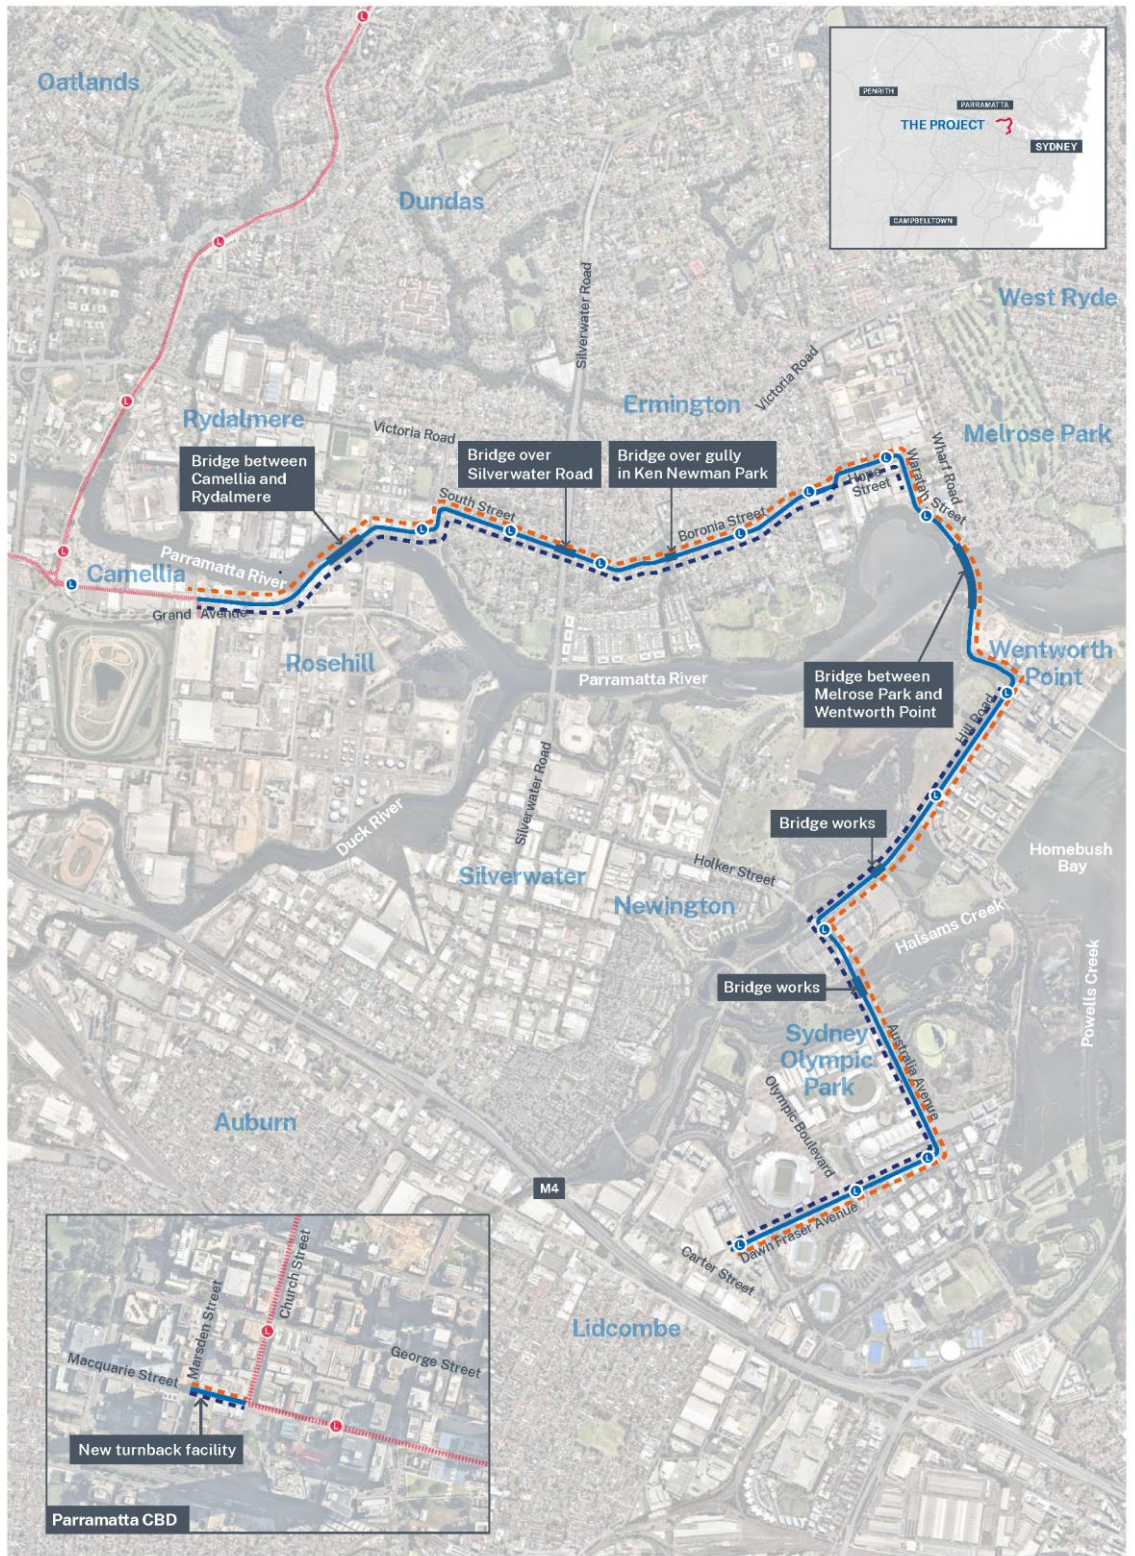 L
Oatlands
PENRITH
PARRAMATTA
THE PROJECT
SYDNEY
CAMPBELLTOWN
Dundas
L
Silverwater Road
West Ryde
Victoria Road
L
Rydalmere
Ermington
Victoria Road
Melrose Park
Wharf Road
Bridge between
Camellia and
Rydalmere
Bridge over
Silverwater Road
Bridge over gully
in Ken Newman Park
L
Hope
Street
Waratah Street
L
South Street
L
L
Boronia Street
L
L
L
L
L
Parramatta River
Camellia
L
Grand Avenue
Rosehill
Parramatta River
Wentworth
Point
Bridge between
Melrose Park and
Wentworth Point
L
Hill Road
Silverwater Road
Duck River
L
Bridge works
Homebush
Bay
Holker Street
Silverwater
Newington
L
Halsams Creek
Powells Creek
Bridge works
Sydney
Olympic
Park
Australia Avenue
Olympic Boulevard
Auburn
L
M4
L
L
Dawn Fraser Avenue
Carter Street
Lidcombe
Church Street
Marsden Street
L
Macquarie Street
George Street
L
New turnback facility
Parramatta CBD